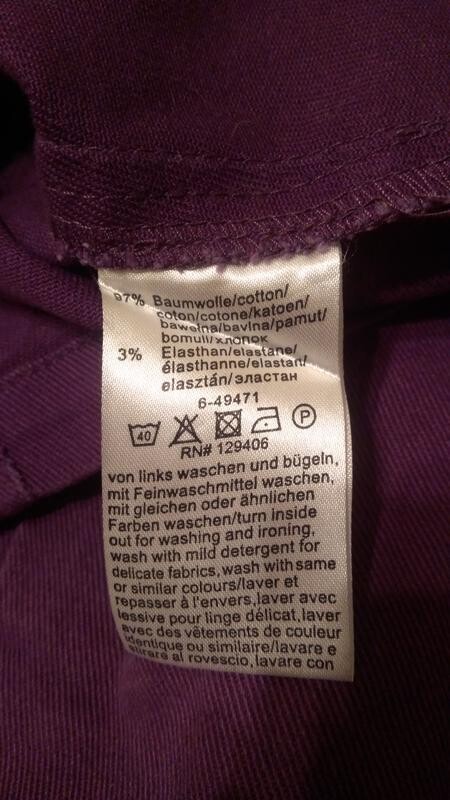 97% Baumwolle/cotton/
coton/cotone/katoen/
bawełna/bavlna/pamut/
bomull/хлопок
3% Elasthan/elastane/
élasthanne/elastan/
elasztán/эластан
6-49471
40 P
RN# 129406
von links waschen und bügeln,
mit Feinwaschmittel waschen,
mit gleichen oder ähnlichen
Farben waschen/turn inside
out for washing and ironing,
wash with mild detergent for
delicate fabrics,wash with same
or similar colours/laver et
repasser à l'envers,laver avec
lessive pour linge délicat,laver
avec des vêtements de couleur
identique ou similaire/lavare e
stirare al rovescio,lavare con